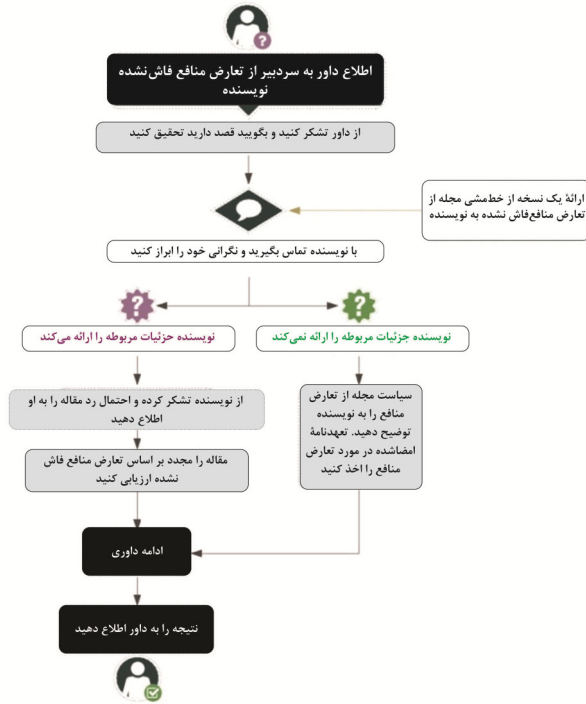 اطلاع داور به سردبیر از تعارض منافع فاش‌نشده
نویسنده
از داور تشکر کنید و بگویید قصد دارید تحقیق کنید
ارائهٔ یک نسخه از خط‌مشی مجله از
تعارض منافع‌فاش نشده به نویسنده
با نویسنده تماس بگیرید و نگرانی خود را ابراز کنید
?
?
نویسنده جزئیات مربوطه را ارائه نمی‌کند
نویسنده حزئیات مربوطه را ارائه می‌کند
سیاست مجله از تعارض
منافع را به نویسنده
توضیح دهید. تعهدنامهٔ
امضاشده در مورد تعارض
منافع را اخذ کنید
از نویسنده تشکر کرده و احتمال رد مقاله را به او
اطلاع دهید
مقاله را مجدد بر اساس تعارض منافع فاش
نشده ارزیابی کنید
ادامه داوری
نتیجه را به داور اطلاع دهید